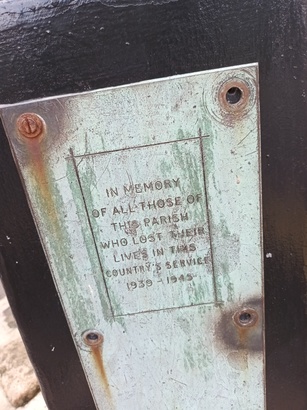 IN MEMORY
OF ALL THOSE OF
THIS PARISH
WHO LOST THEIR
LIVES IN THIS
COUNTRY'S SERVICE
1939 - 1945